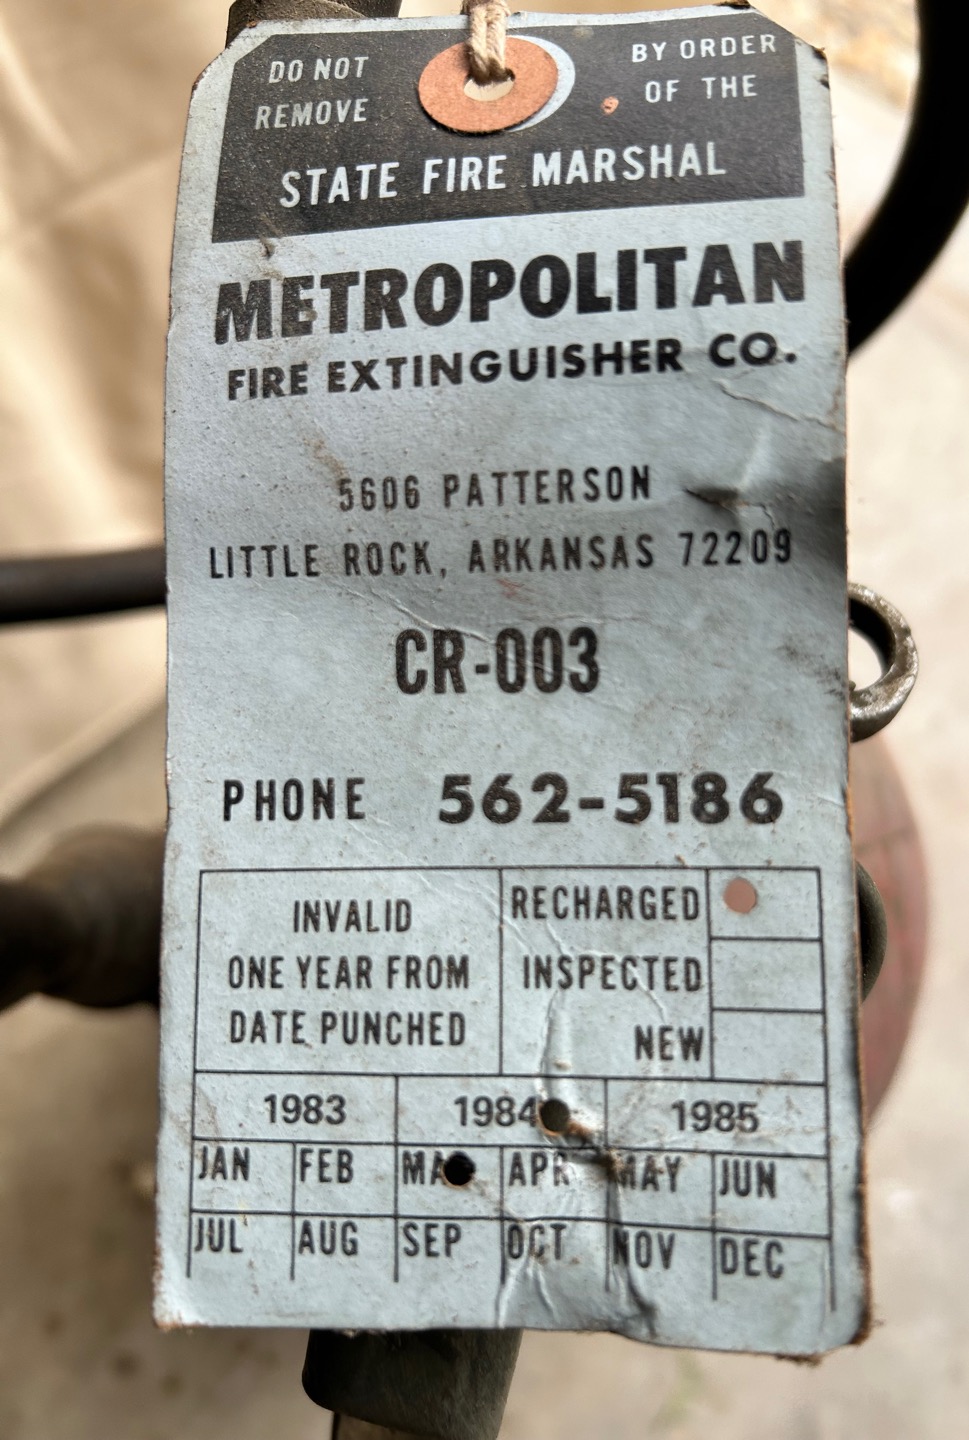 DO NOT
REMOVE
BY ORDER
OF THE
STATE FIRE MARSHAL
METROPOLITAN
FIRE EXTINGUISHER CO.
5606 PATTERSON
LITTLE ROCK, ARKANSAS 72209
CR-003
PHONE 562-5186
INVALID
ONE YEAR FROM
DATE PUNCHED
RECHARGED
INSPECTED
NEW
1983 1984 1985
JAN FEB MA APR MAY JUN
JUL AUG SEP OCT NOV DEC